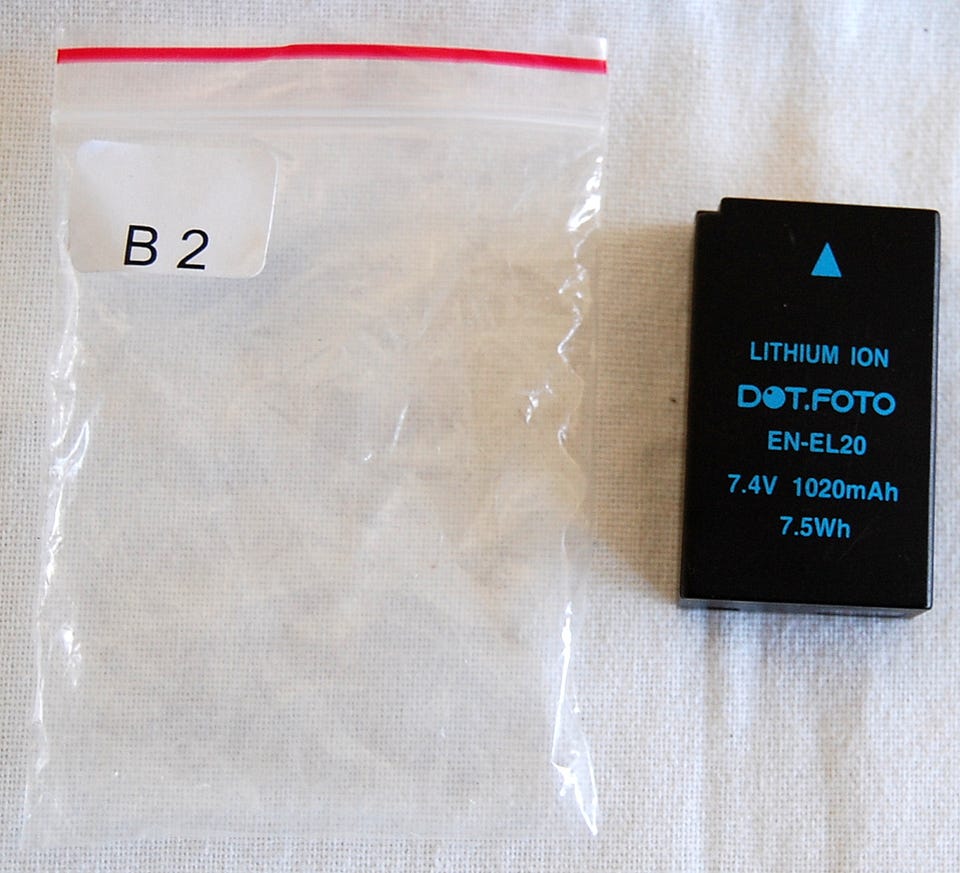 B 2
LITHIUM ION
DOT.FOTO
EN-EL20
7.4V 1020mAh
7.5Wh